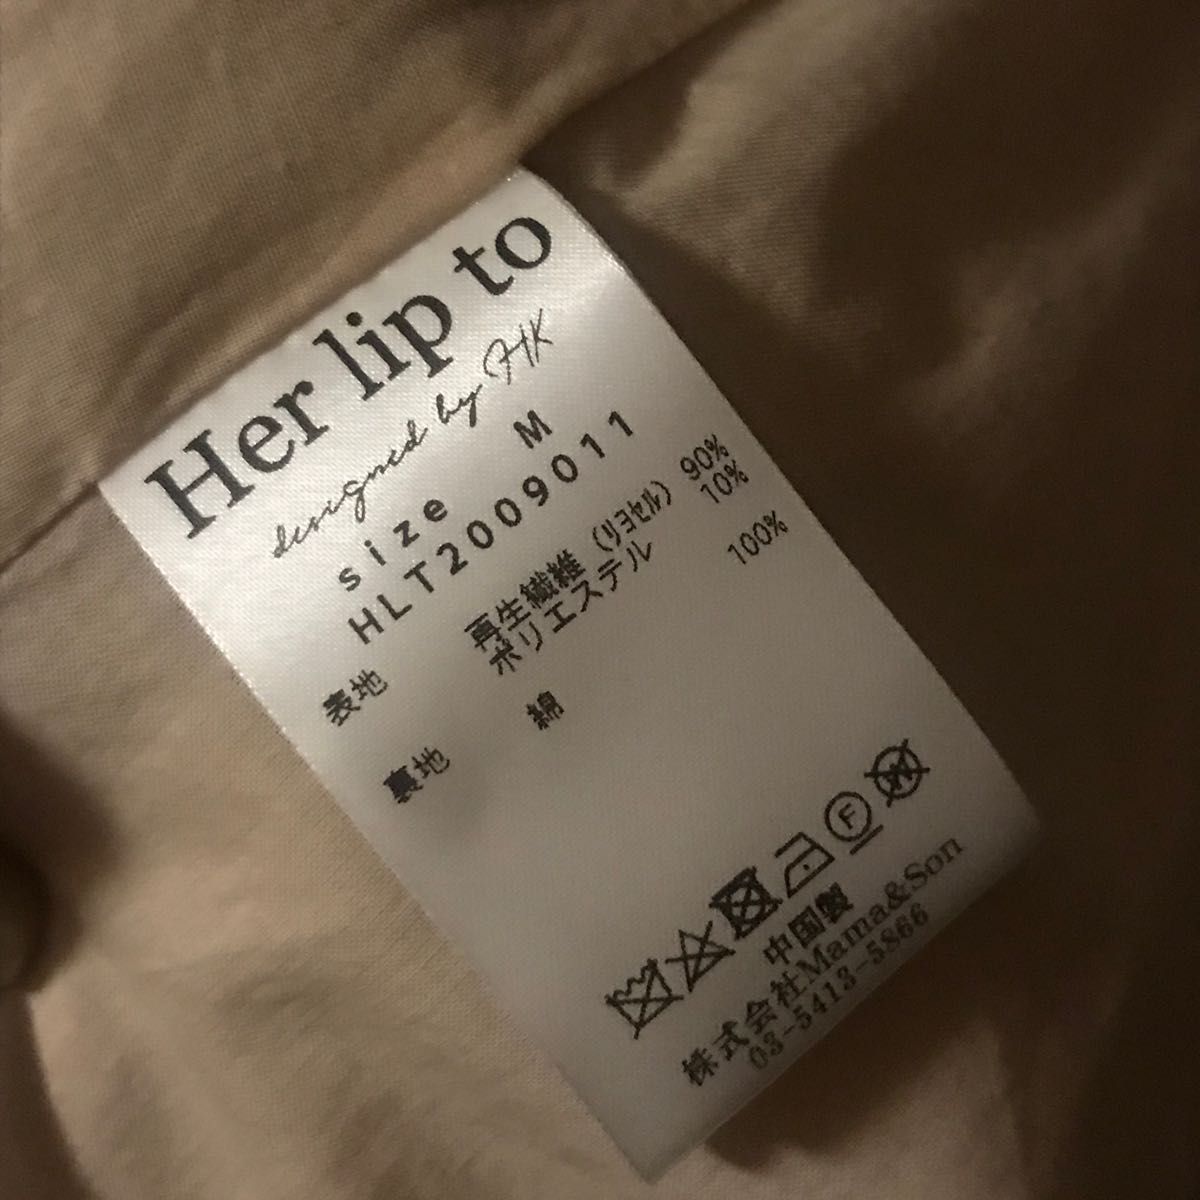 Her lip to
designed by HK
size M
HLT2009011
表地 再生繊維 (リヨセル) 90%
ポリエステル 10%
裏地 綿 100%
F W
中国製
株式会社Mama&Son
03-5413-5866